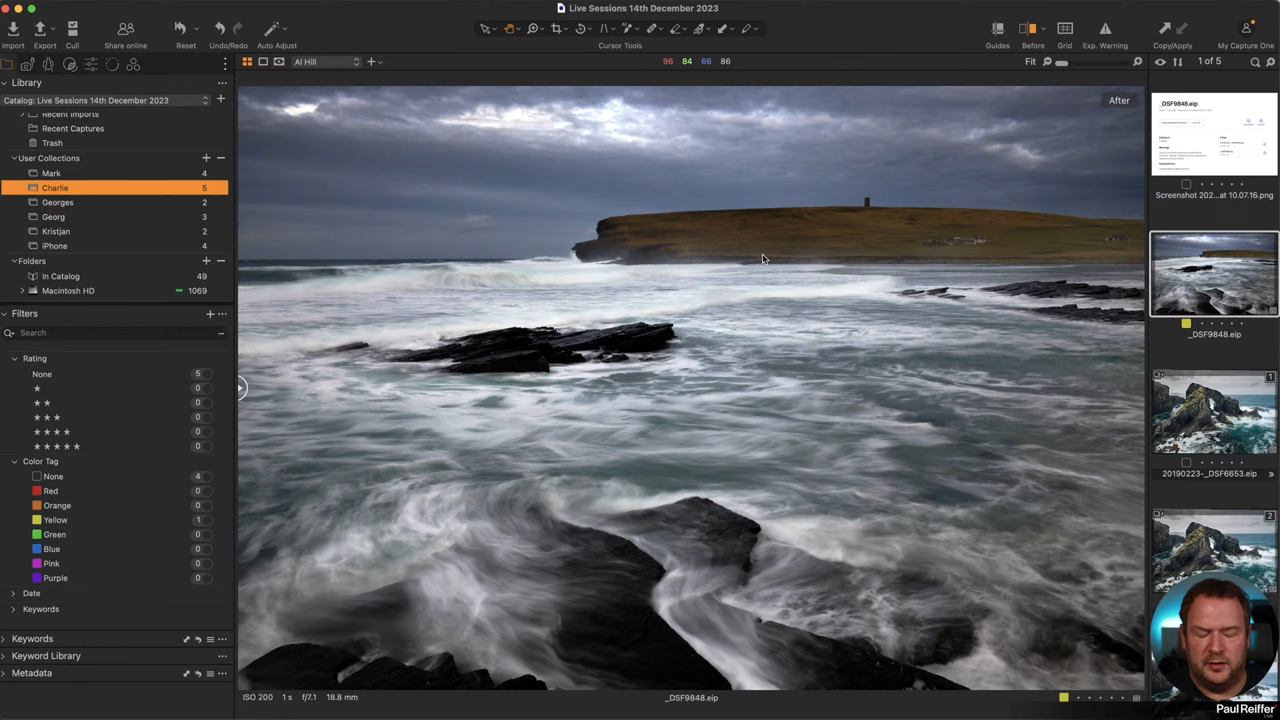 Live Sessions 14th December 2023
Import
Export
Cull
Share online
Reset
Undo/Redo
Auto Adjust
Cursor Tools
Guides
Before
Grid
Exp. Warning
Copy/Apply
My Capture One
AI Hill
96 84 66 86
Fit
1 of 5
Library
Catalog: Live Sessions 14th December 2023
Recent Imports
Recent Captures
Trash
User Collections
Mark 4
Charlie 5
Georges 2
Georg 3
Kristjan 2
iPhone 4
Folders
In Catalog 49
Macintosh HD 1069
Filters
Search
Rating
None 5
0
0
0
0
0
Color Tag
None 4
Red 0
Orange 0
Yellow 1
Green 0
Blue 0
Pink 0
Purple 0
Date
Keywords
Keywords
Keyword Library
Metadata
After
ISO 200 1 s f/7.1 18.8 mm
_DSF9848.eip
_DSF9848.eip
Screenshot 202...at 10.07.16.png
_DSF9848.eip
1
20190223-_DSF6653.eip
2
Paul Reiffer
Live